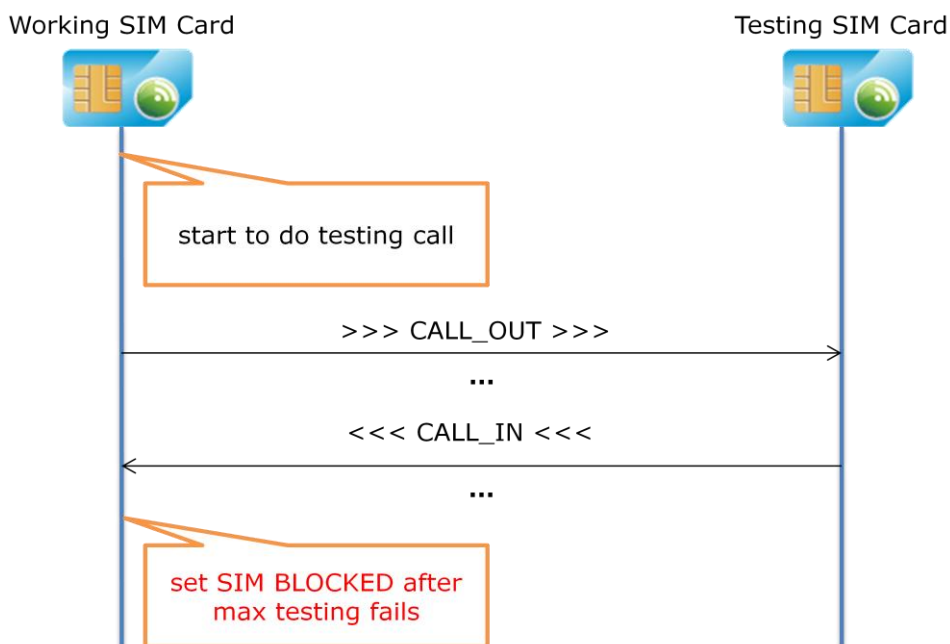 Working SIM Card
Testing SIM Card
start to do testing call
>>> CALL_OUT >>>
...
<<< CALL_IN <<<
...
set SIM BLOCKED after
max testing fails